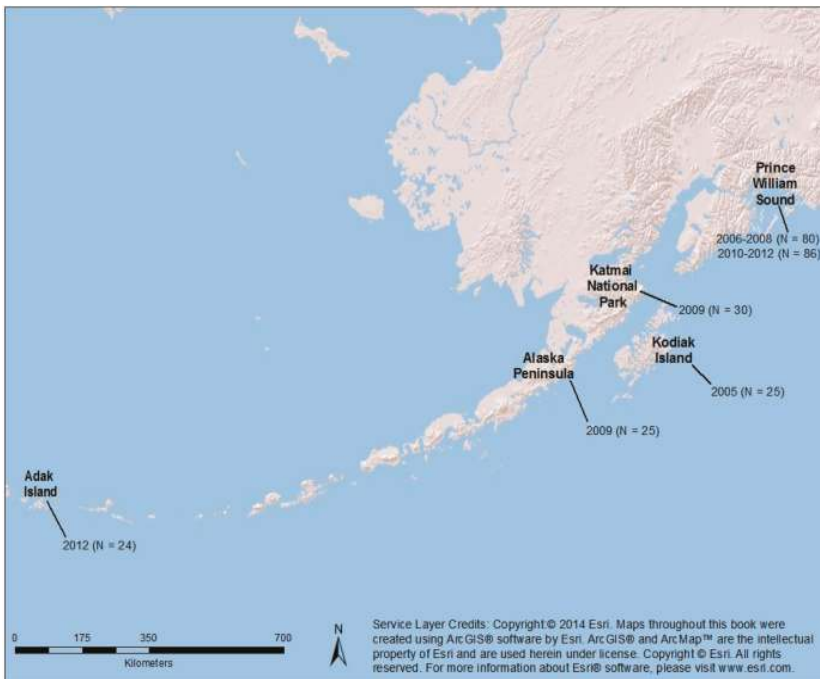 Prince
William
Sound
2006-2008 (N = 80)
2010-2012 (N = 86)
Katmai
National
Park
2009 (N = 30)
Kodiak
Island
2005 (N = 25)
Alaska
Peninsula
2009 (N = 25)
Adak
Island
2012 (N = 24)
0 175 350 700
Kilometers
N
Service Layer Credits: Copyright © 2014 Esri. Maps throughout this book were
created using ArcGIS® software by Esri. ArcGIS® and ArcMap™ are the intellectual
property of Esri and are used herein under license. Copyright © Esri. All rights
reserved. For more information about Esri® software, please visit www.esri.com.